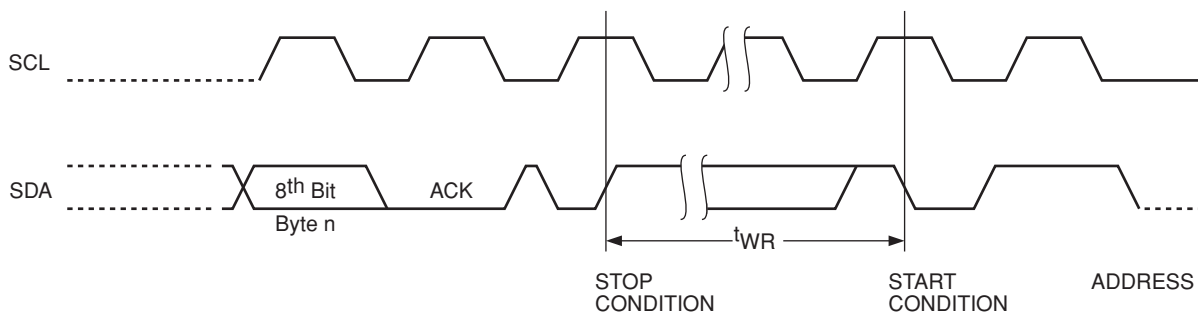 SCL
SDA
8th Bit
Byte n
ACK
tWR
STOP
CONDITION
START
CONDITION
ADDRESS